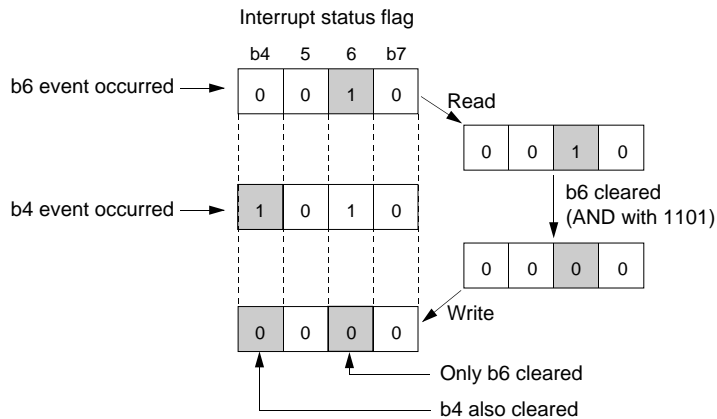 Interrupt status flag
b4 5 6 b7
b6 event occurred
0 0 1 0
Read
0 0 1 0
b4 event occurred
1 0 1 0
b6 cleared
(AND with 1101)
0 0 0 0
Write
0 0 0 0
Only b6 cleared
b4 also cleared